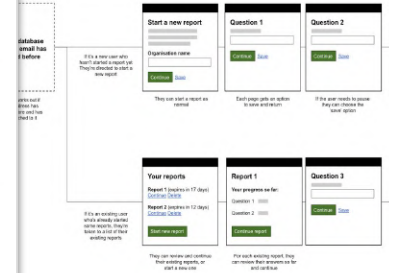 database
email has
before
If it's a new user who
hasn't started a report yet
They're directed to start a
new report
Start a new report
Organisation name
Continue Save
They can start a report as
normal
Question 1
Continue Save
Each page gets an option
to save and return
Question 2
Continue Save
If the user needs to pause
they can choose the
save option
If it's an existing user
who's already started
some reports, they're
taken to a list of their
existing reports
Your reports
Report 1 (expires in 17 days)
Continue Delete
Report 2 (expires in 12 days)
Continue Delete
Start new report
They can review and continue
their existing reports, or
start a new one
Report 1
Your progress so far:
Question 1
Question 2
Continue report
For each existing report, they
can review their answers so far
and continue
Question 3
Continue Save